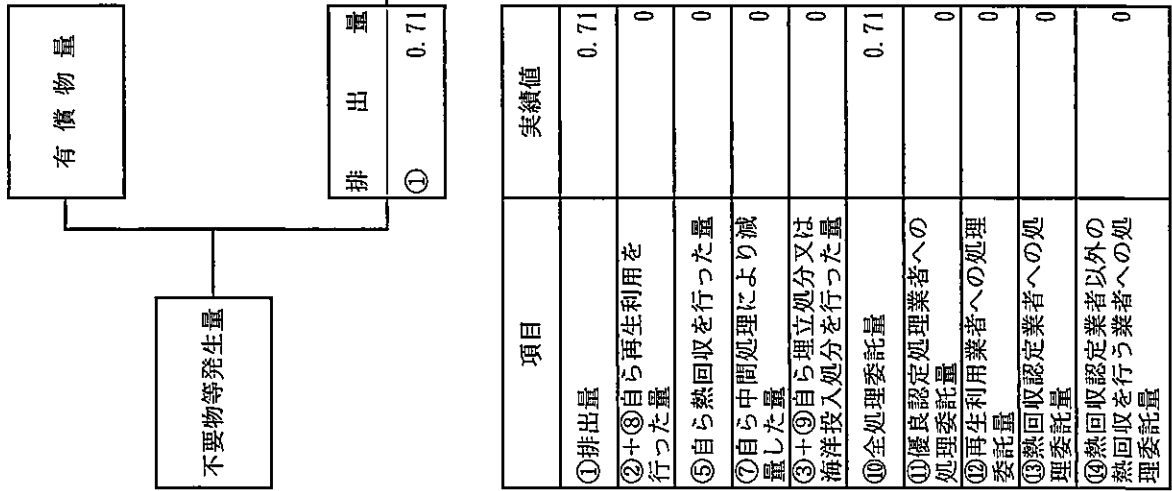 有償物量
不要物等発生量
排出量
① 0.71
項目 実績値
①排出量 0.71
②+⑧自ら再生利用を
行った量 0
⑤自ら熱回収を行った量 0
⑦自ら中間処理により減
量した量 0
③+⑨自ら埋立処分又は
海洋投入処分を行った量 0
⑩全処理委託量 0.71
⑪優良認定処理業者への
処理委託量 0
⑫再生利用業者への処理
委託量 0
⑬熱回収認定業者への処
理委託量 0
⑭熱回収認定業者以外の
熱回収を行う業者への処
理委託量 0